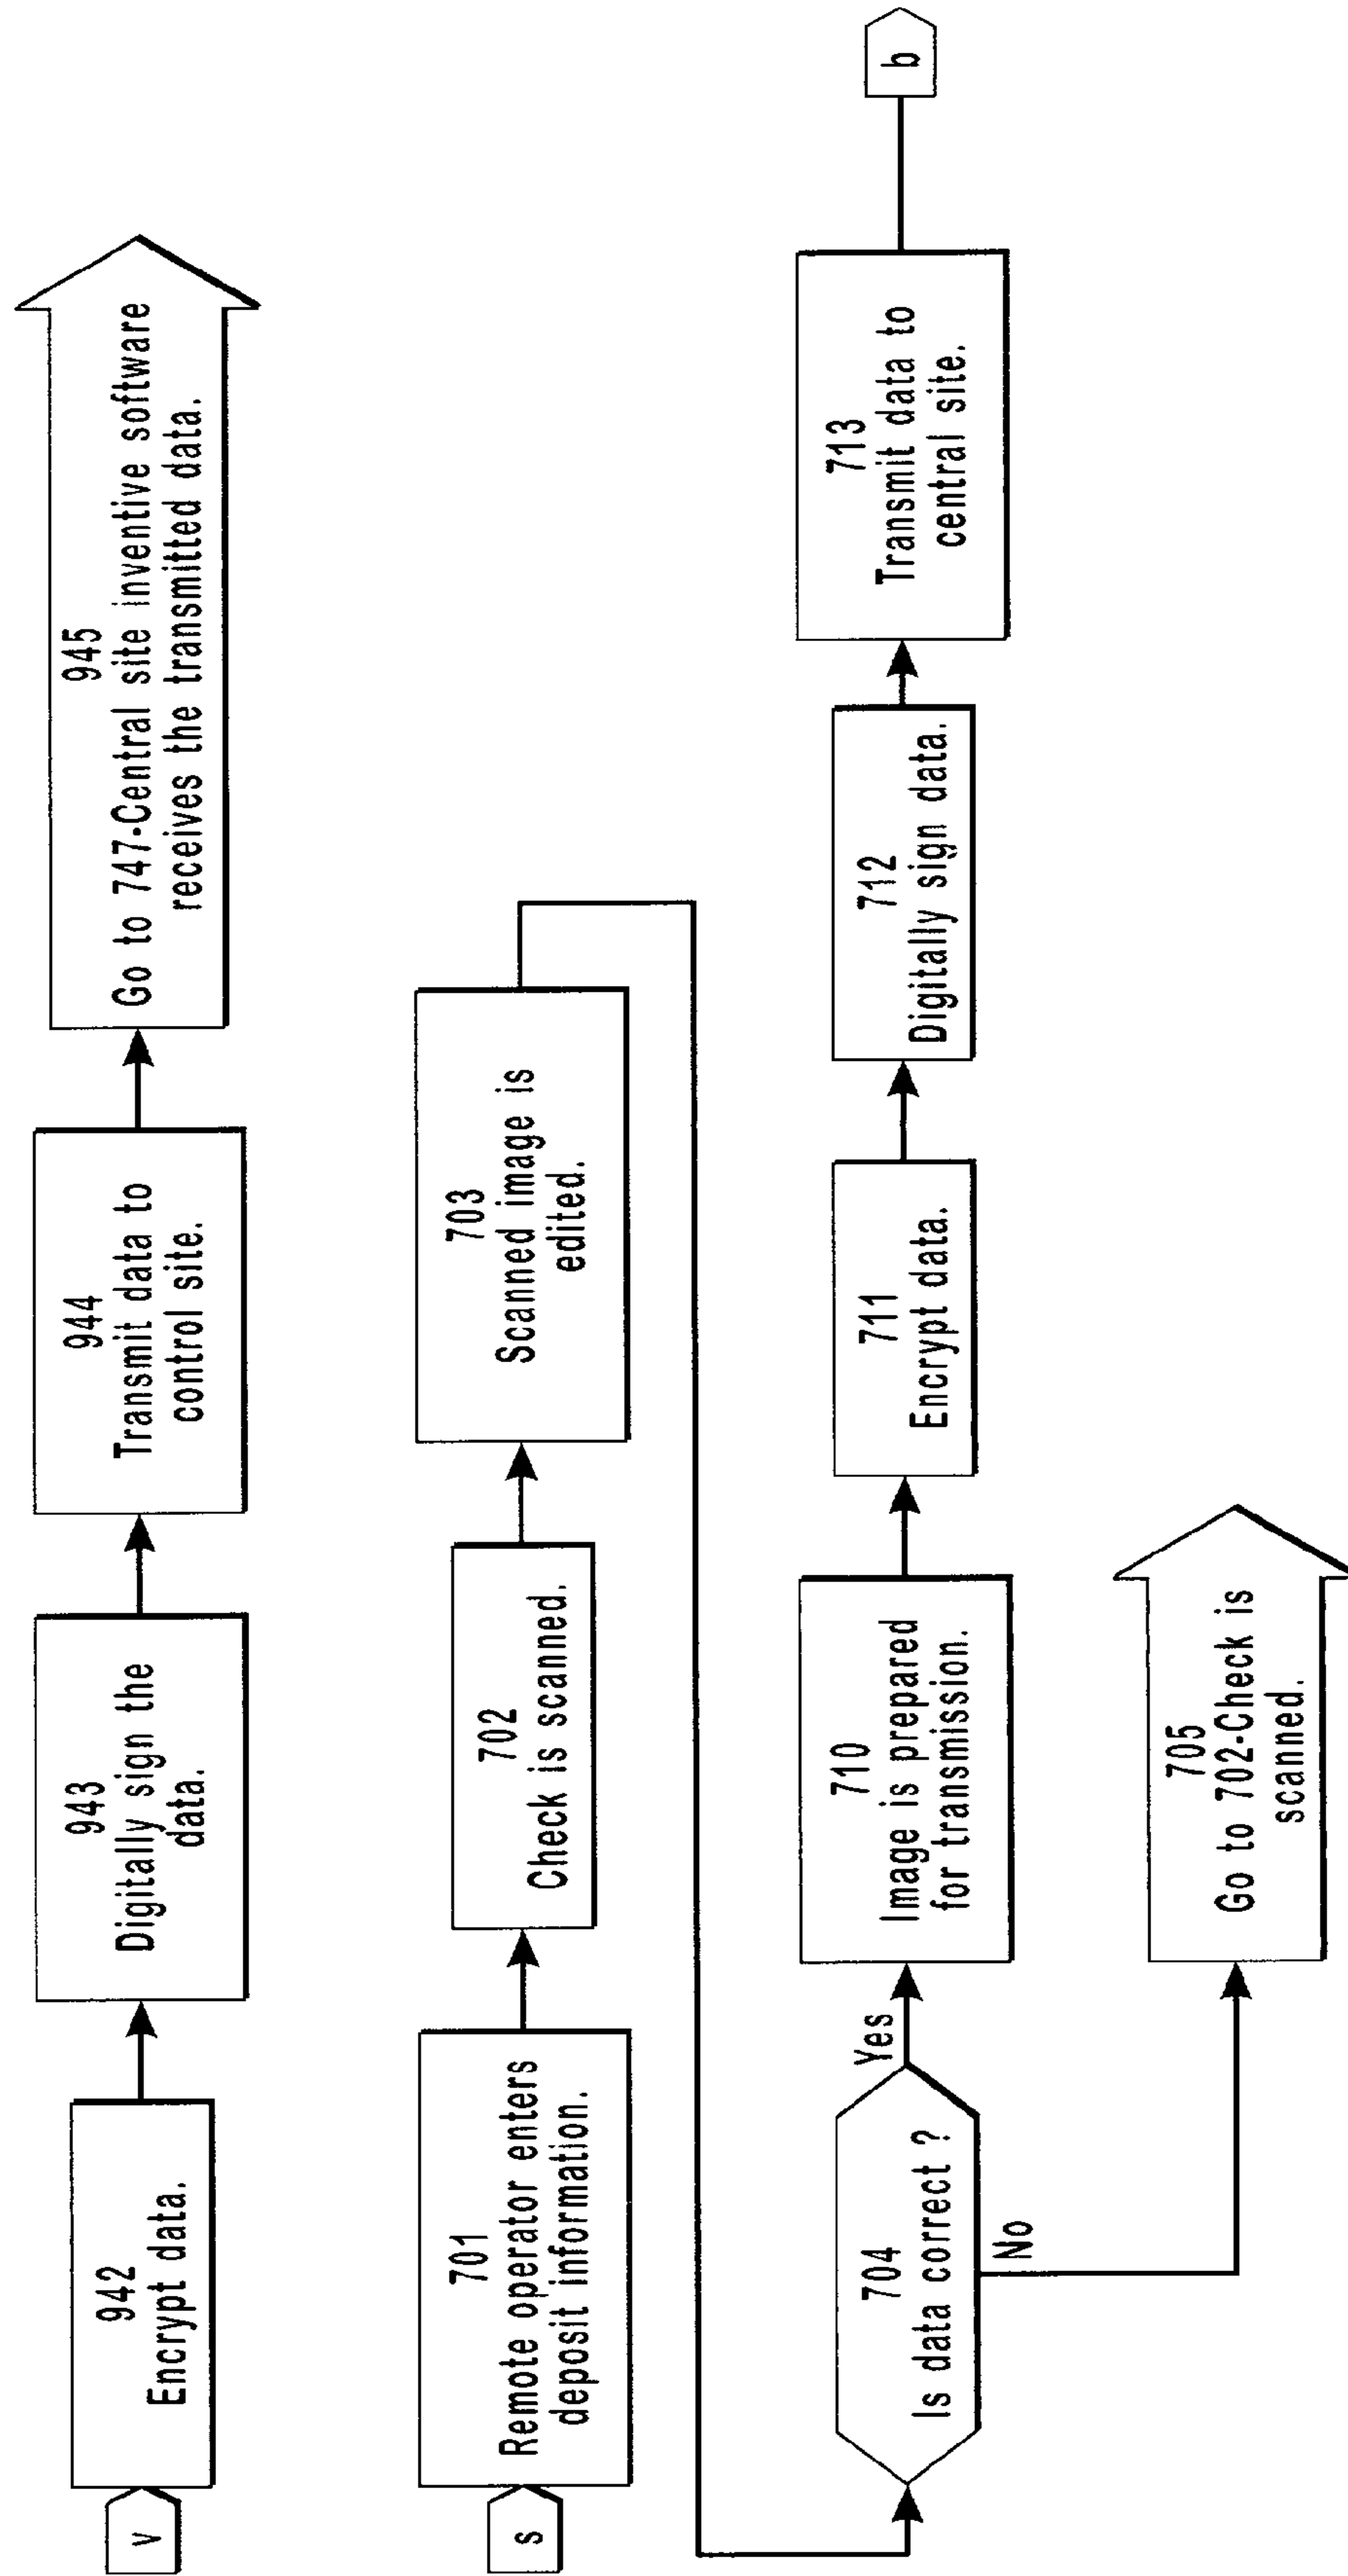 v
942
Encrypt data.
943
Digitally sign the
data.
944
Transmit data to
control site.
945
Go to 747-Central site inventive software
receives the transmitted data.
s
701
Remote operator enters
deposit information.
702
Check is scanned.
703
Scanned image is
edited.
704
Is data correct ?
Yes
No
710
Image is prepared
for transmission.
711
Encrypt data.
712
Digitally sign data.
713
Transmit data to
central site.
b
705
Go to 702-Check is
scanned.